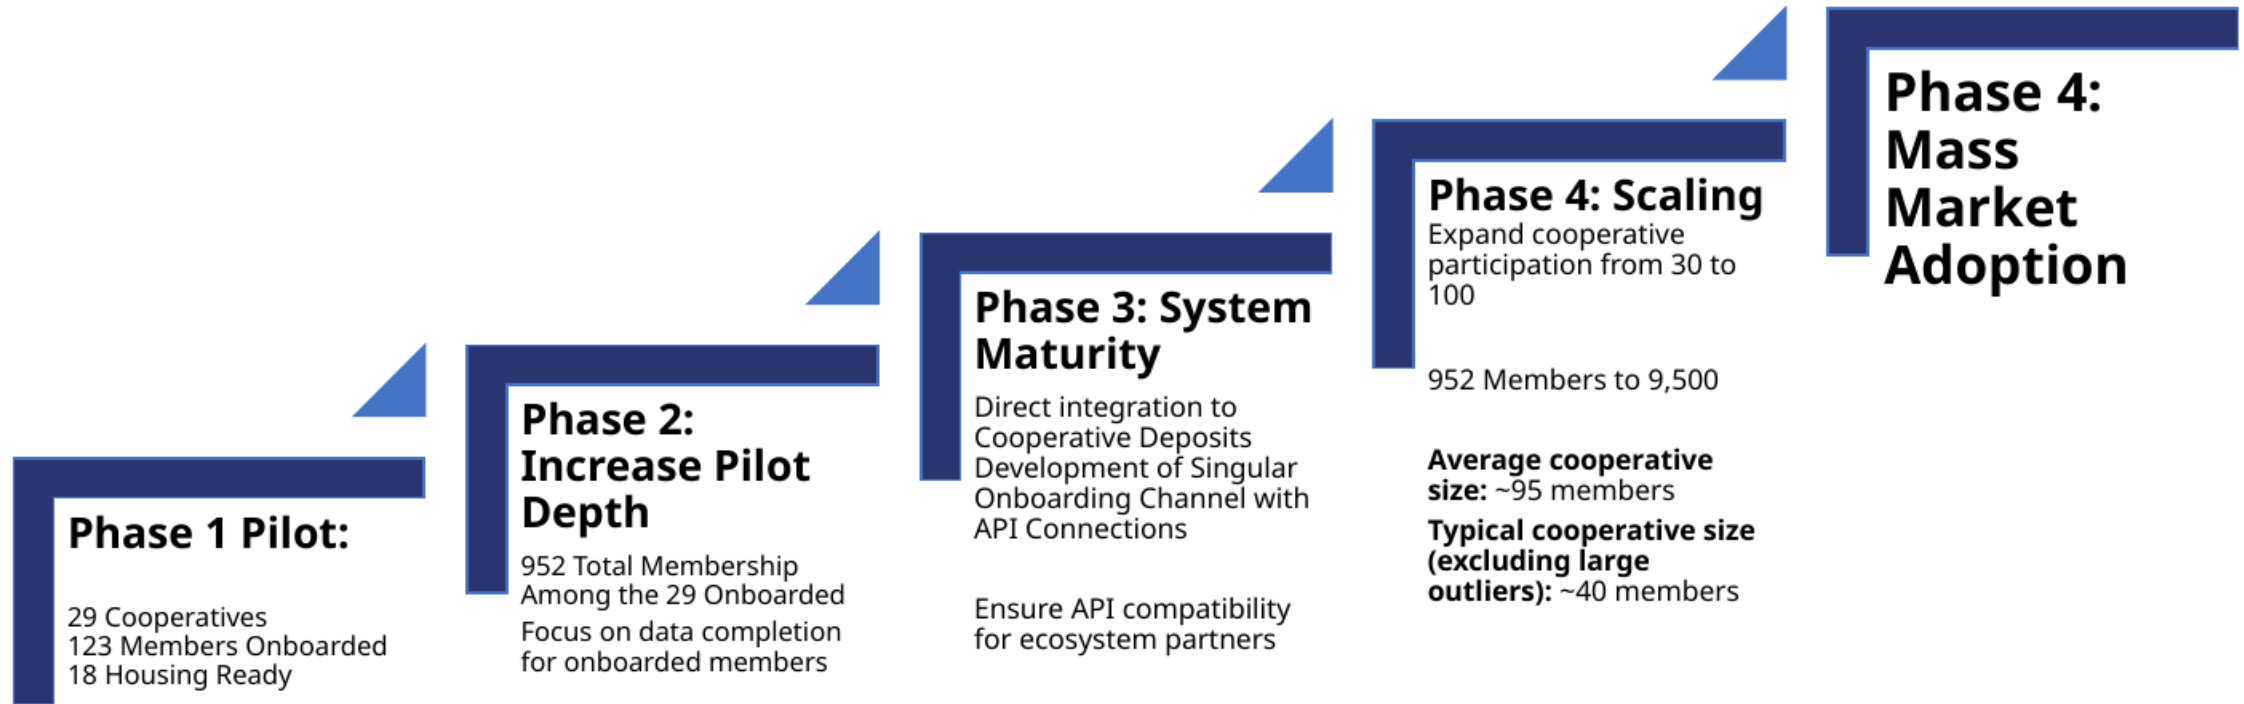 Phase 1 Pilot:
29 Cooperatives
123 Members Onboarded
18 Housing Ready
Phase 2:
Increase Pilot
Depth
952 Total Membership
Among the 29 Onboarded
Focus on data completion
for onboarded members
Phase 3: System
Maturity
Direct integration to
Cooperative Deposits
Development of Singular
Onboarding Channel with
API Connections
Ensure API compatibility
for ecosystem partners
Phase 4: Scaling
Expand cooperative
participation from 30 to
100
952 Members to 9,500
Average cooperative
size: ~95 members
Typical cooperative size
(excluding large
outliers): ~40 members
Phase 4:
Mass
Market
Adoption